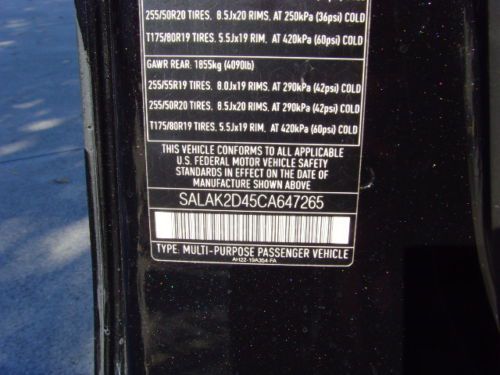 255/50R20 TIRES, 8.5Jx20 RIMS, AT 250kPa (36psi) COLD
T175/80R19 TIRES, 5.5Jx19 RIM, AT 420kPa (60psi) COLD
GAWR REAR: 1855kg (4090lb)
255/55R19 TIRES, 8.0Jx19 RIMS, AT 290kPa (42psi) COLD
255/50R20 TIRES, 8.5Jx20 RIMS, AT 290kPa (42psi) COLD
T175/80R19 TIRES, 5.5Jx19 RIM, AT 420kPa (60psi) COLD
THIS VEHICLE CONFORMS TO ALL APPLICABLE
U.S. FEDERAL MOTOR VEHICLE SAFETY
STANDARDS IN EFFECT ON THE DATE OF
MANUFACTURE SHOWN ABOVE
SALAK2D45CA647265
TYPE: MULTI-PURPOSE PASSENGER VEHICLE
AH22-19A354-FA